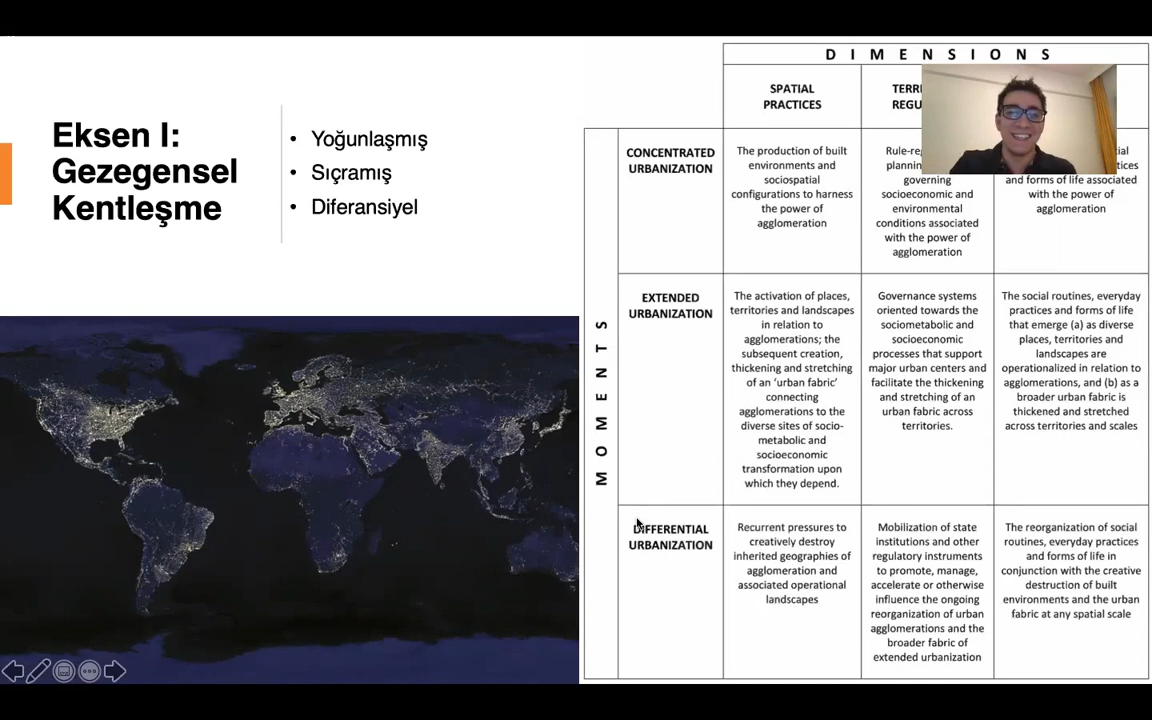 Eksen I:
Gezegensel
Kentleşme
• Yoğunlaşmış
• Sıçramış
• Diferansiyel
DIMENSIONS
SPATIAL
PRACTICES
MOMENTS
CONCENTRATED
URBANIZATION
The production of built
environments and
sociospatial
configurations to harness
the power of
agglomeration
governing
socioeconomic and
environmental
conditions associated
with the power of
agglomeration
and forms of life associated
with the power of
agglomeration
EXTENDED
URBANIZATION
The activation of places,
territories and landscapes
in relation to
agglomerations; the
subsequent creation,
thickening and stretching
of an ‘urban fabric’
connecting
agglomerations to the
diverse sites of socio-
metabolic and
socioeconomic
transformation upon
which they depend.
Governance systems
oriented towards the
sociometabolic and
socioeconomic
processes that support
major urban centers and
facilitate the thickening
and stretching of an
urban fabric across
territories.
The social routines, everyday
practices and forms of life
that emerge (a) as diverse
places, territories and
landscapes are
operationalized in relation to
agglomerations, and (b) as a
broader urban fabric is
thickened and stretched
across territories and scales
DIFFERENTIAL
URBANIZATION
Recurrent pressures to
creatively destroy
inherited geographies of
agglomeration and
associated operational
landscapes
Mobilization of state
institutions and other
regulatory instruments
to promote, manage,
accelerate or otherwise
influence the ongoing
reorganization of urban
agglomerations and the
broader fabric of
extended urbanization
The reorganization of social
routines, everyday practices
and forms of life in
conjunction with the creative
destruction of built
environments and the urban
fabric at any spatial scale